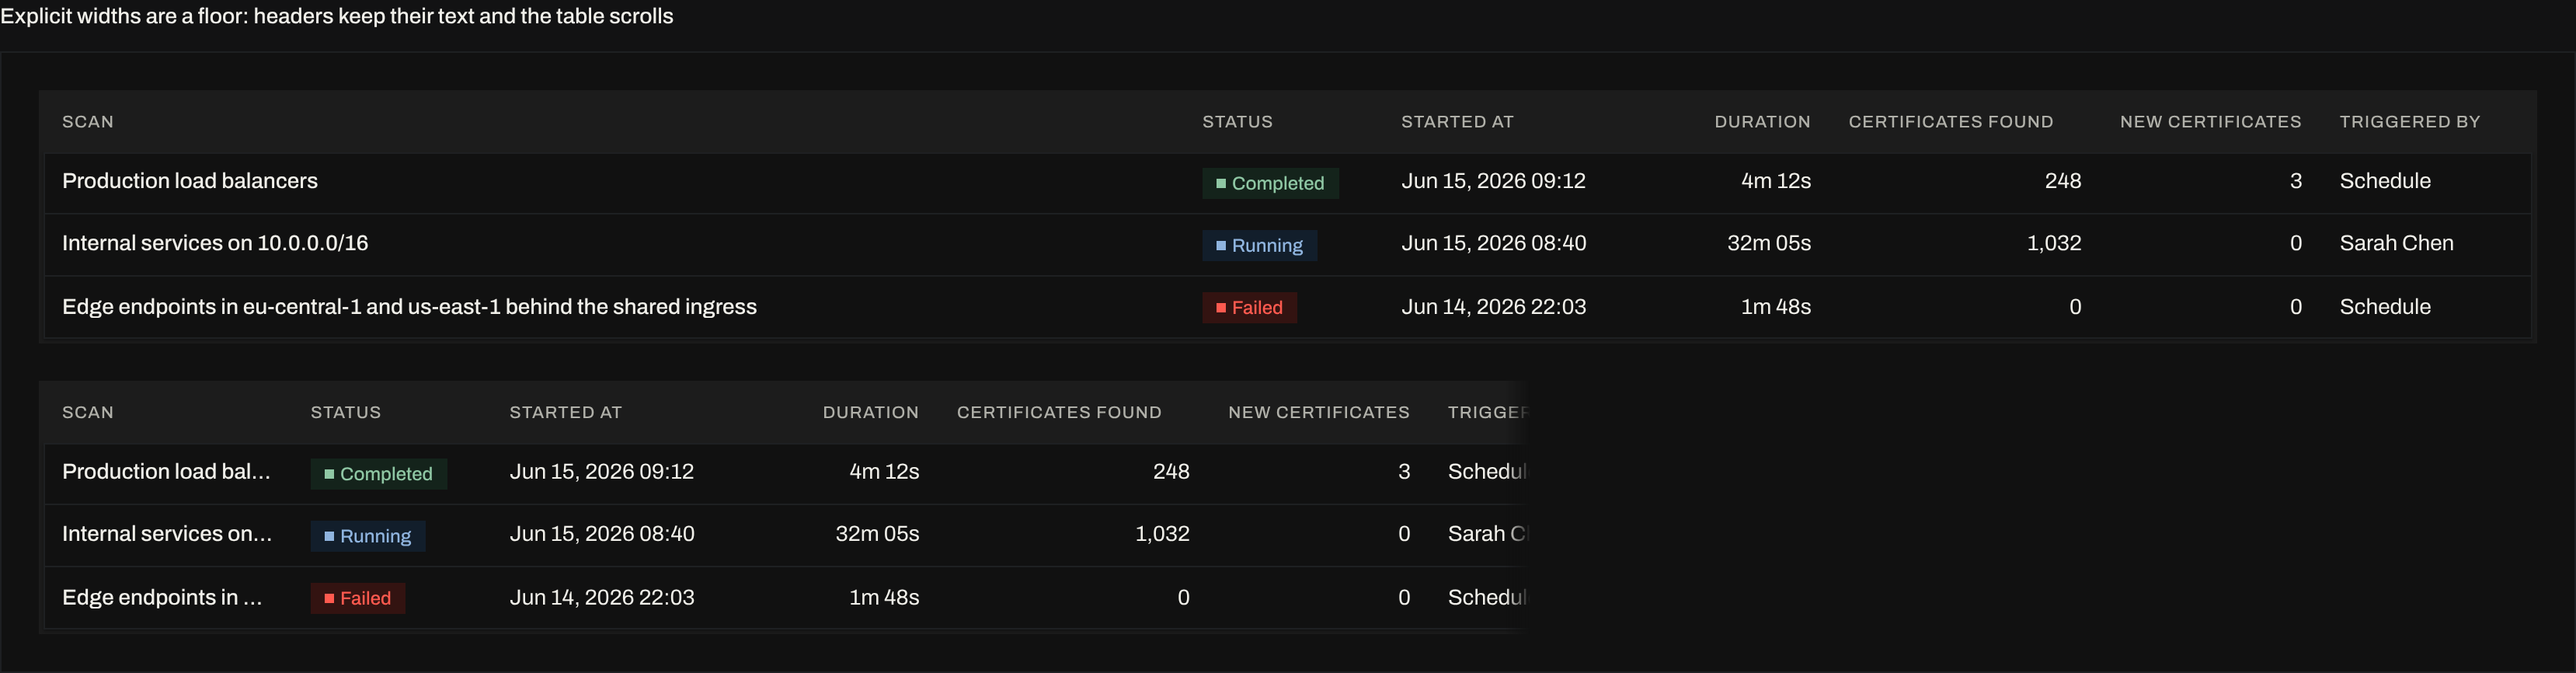 Explicit widths are a floor: headers keep their text and the table scrolls
SCAN STATUS STARTED AT DURATION CERTIFICATES FOUND NEW CERTIFICATES TRIGGERED BY
Production load balancers Completed Jun 15, 2026 09:12 4m 12s 248 3 Schedule
Internal services on 10.0.0.0/16 Running Jun 15, 2026 08:40 32m 05s 1,032 0 Sarah Chen
Edge endpoints in eu-central-1 and us-east-1 behind the shared ingress Failed Jun 14, 2026 22:03 1m 48s 0 0 Schedule
SCAN STATUS STARTED AT DURATION CERTIFICATES FOUND NEW CERTIFICATES TRIGGER
Production load bal... Completed Jun 15, 2026 09:12 4m 12s 248 3 Schedul
Internal services on... Running Jun 15, 2026 08:40 32m 05s 1,032 0 Sarah C
Edge endpoints in ... Failed Jun 14, 2026 22:03 1m 48s 0 0 Schedul